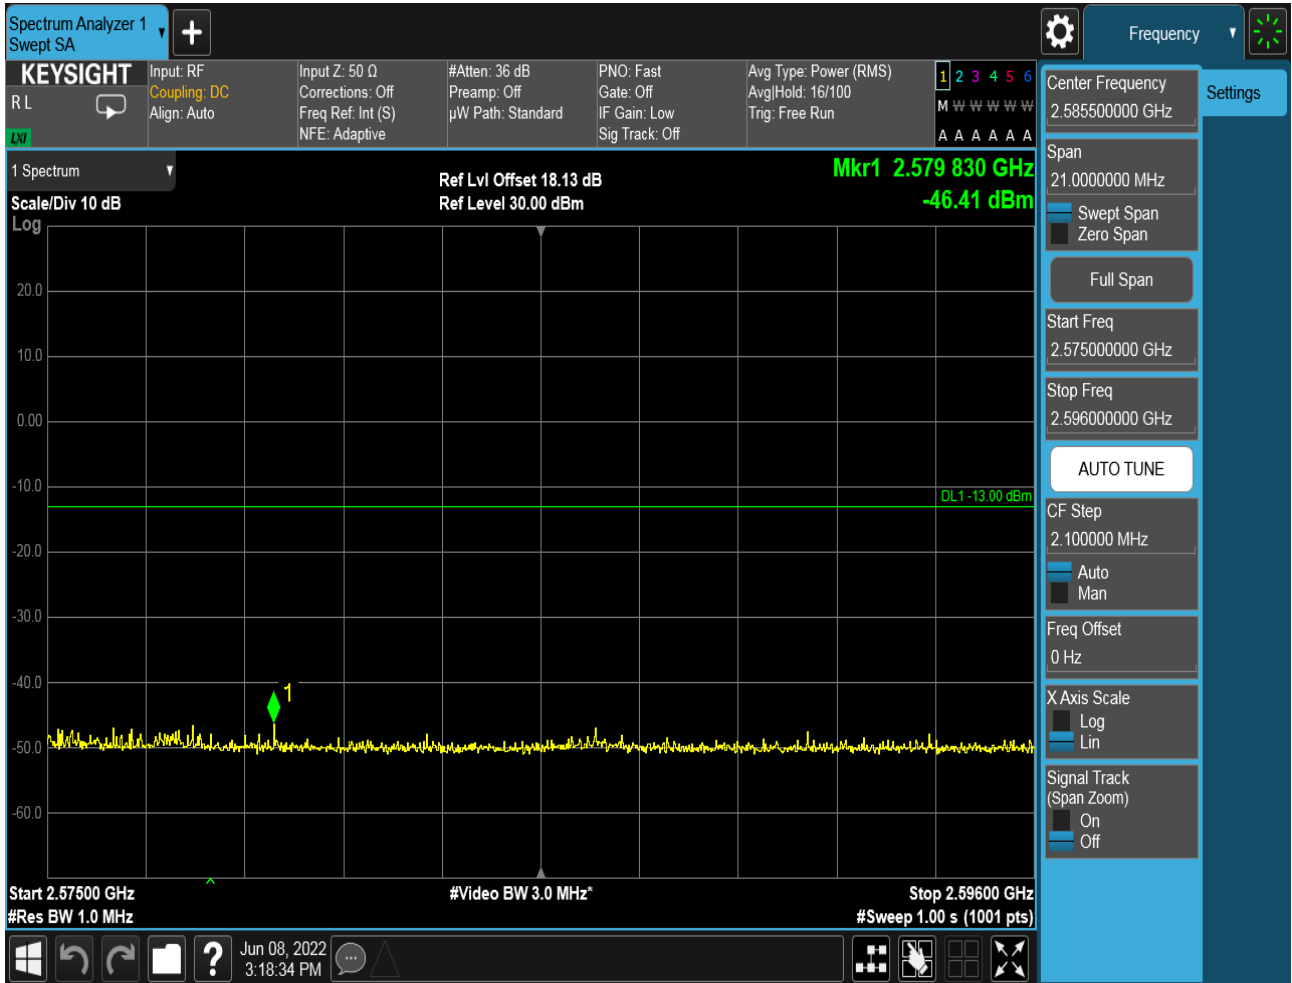 Spectrum Analyzer 1
Swept SA
Frequency
KEYSIGHT
R L
LXI
Input: RF
Coupling: DC
Align: Auto
Input Z: 50 Ω
Corrections: Off
Freq Ref: Int (S)
NFE: Adaptive
#Atten: 36 dB
Preamp: Off
µW Path: Standard
PNO: Fast
Gate: Off
IF Gain: Low
Sig Track: Off
Avg Type: Power (RMS)
Avg|Hold: 16/100
Trig: Free Run
1 2 3 4 5 6
M W W W W W
A A A A A A
1 Spectrum
Scale/Div 10 dB
Log
Ref Lvl Offset 18.13 dB
Ref Level 30.00 dBm
Mkr1 2.579 830 GHz
-46.41 dBm
20.0
10.0
0.00
-10.0
-20.0
-30.0
-40.0
-50.0
-60.0
DL1 -13.00 dBm
1
Start 2.57500 GHz
#Res BW 1.0 MHz
#Video BW 3.0 MHz*
Stop 2.59600 GHz
#Sweep 1.00 s (1001 pts)
Center Frequency
2.585500000 GHz
Span
21.0000000 MHz
Swept Span
Zero Span
Full Span
Start Freq
2.575000000 GHz
Stop Freq
2.596000000 GHz
AUTO TUNE
CF Step
2.100000 MHz
Auto
Man
Freq Offset
0 Hz
X Axis Scale
Log
Lin
Signal Track
(Span Zoom)
On
Off
Settings
?
Jun 08, 2022
3:18:34 PM